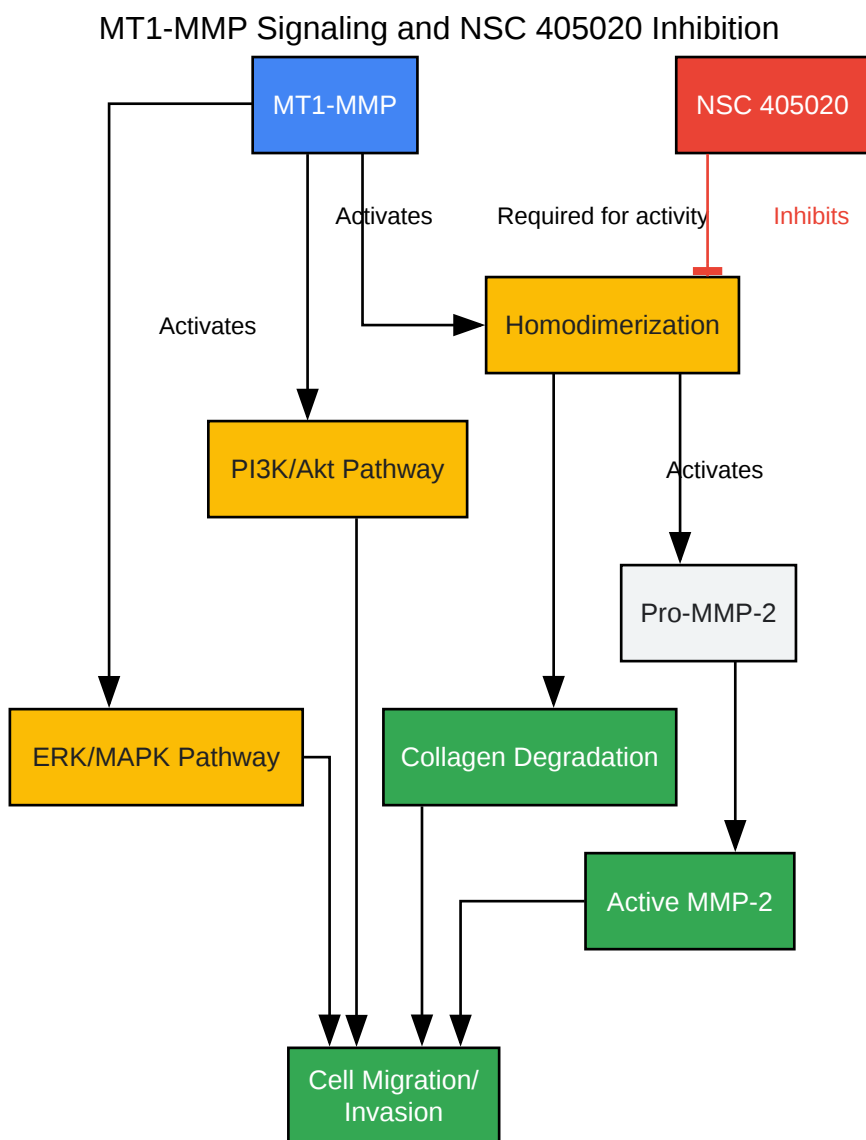 MT1-MMP Signaling and NSC 405020 Inhibition
MT1-MMP
NSC 405020
Activates
Required for activity
Inhibits
Activates
Homodimerization
PI3K/Akt Pathway
Activates
Pro-MMP-2
ERK/MAPK Pathway
Collagen Degradation
Active MMP-2
Cell Migration/
Invasion